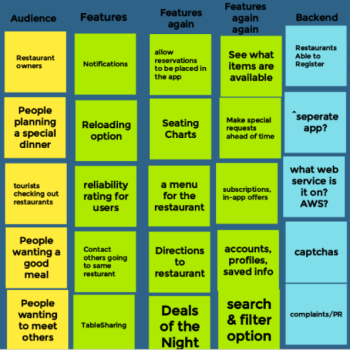 Audience
Features
Features
again
Features
again
again
Backend
Restaurant
owners
Notifications
allow
reservations
to be placed in
the app
See what
items are
available
Restaurants
Able to
Register
People
planning
a special
dinner
Reloading
option
Seating
Charts
Make special
requests
ahead of time
^seperate
app?
tourists
checking out
restaurants
reliability
rating for
users
a menu
for the
restaurant
subscriptions,
in-app offers
what web
service is
it on?
AWS?
People
wanting a
good
meal
Contact
others going
to same
resturant
Directions
to
restaurant
accounts,
profiles,
saved info
captchas
People
wanting
to meet
others
TableSharing
Deals
of the
Night
search
& filter
option
complaints/PR